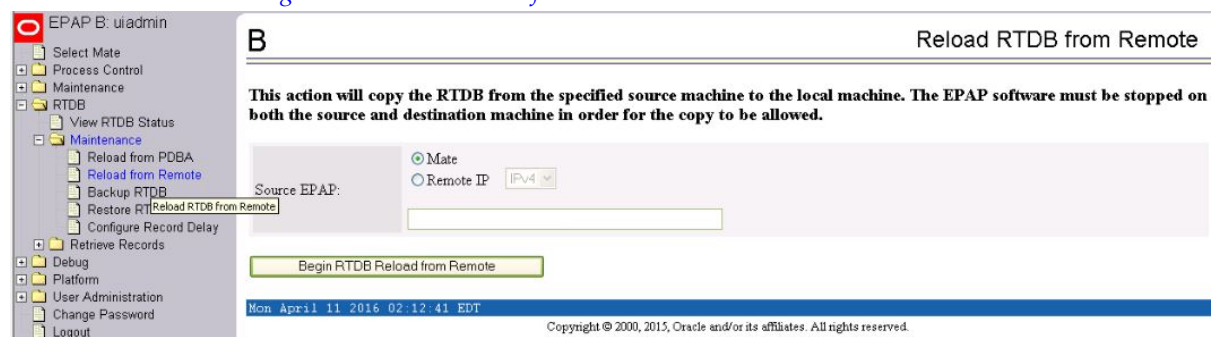 EPAP B: uiadmin
Select Mate
Process Control
Maintenance
RTDB
View RTDB Status
Maintenance
Reload from PDBA
Reload from Remote
Backup RTDB
Restore RT
Reload RTDB from Remote
Configure Record Delay
Retrieve Records
Debug
Platform
User Administration
Change Password
Logout
B
Reload RTDB from Remote
This action will copy the RTDB from the specified source machine to the local machine. The EPAP software must be stopped on
both the source and destination machine in order for the copy to be allowed.
Source EPAP:
Mate
Remote IP IPv4
Begin RTDB Reload from Remote
Mon April 11 2016 02:12:41 EDT
Copyright © 2000, 2015, Oracle and/or its affiliates. All rights reserved.